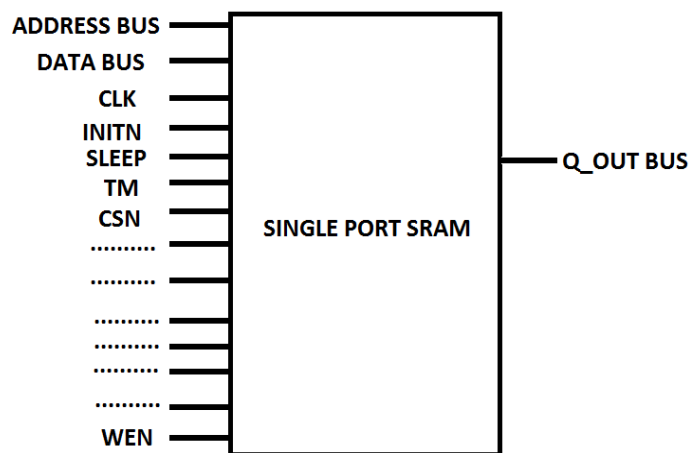 ADDRESS BUS
DATA BUS
CLK
INITN
SLEEP
TM
CSN
..........
..........
..........
..........
..........
..........
WEN
SINGLE PORT SRAM
Q_OUT BUS